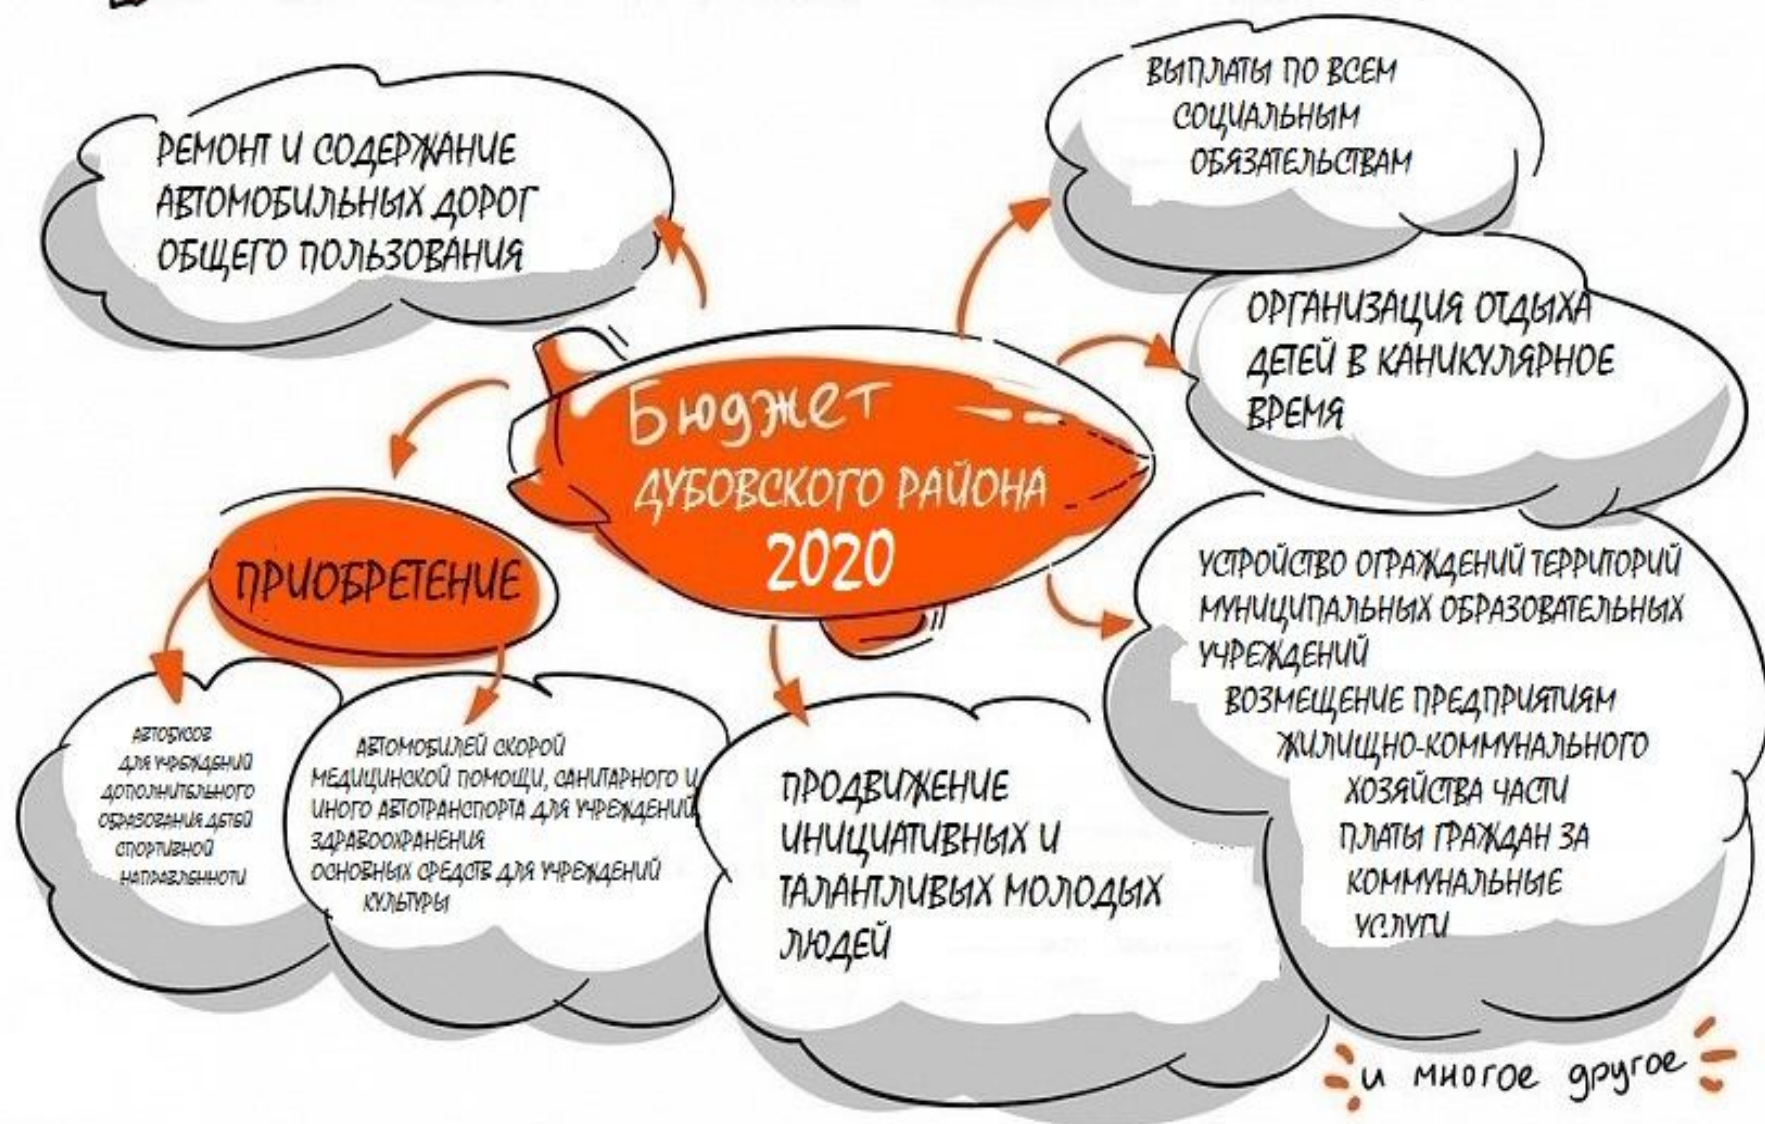 РЕМОНТ И СОДЕРЖАНИЕ
АВТОМОБИЛЬНЫХ ДОРОГ
ОБЩЕГО ПОЛЬЗОВАНИЯ
ВЫПЛАТЫ ПО ВСЕМ
СОЦИАЛЬНЫМ
ОБЯЗАТЕЛЬСТВАМ
ОРГАНИЗАЦИЯ ОТДЫХА
ДЕТЕЙ В КАНИКУЛЯРНОЕ
ВРЕМЯ
Бюджет
ДУБОВСКОГО РАЙОНА
2020
ПРИОБРЕТЕНИЕ
АВТОБУСОВ
ДЛЯ УЧРЕЖДЕНИЙ
ДОПОЛНИТЕЛЬНОГО
ОБРАЗОВАНИЯ ДЕТЕЙ
СПОРТИВНОЙ
НАПРАВЛЕННОТИ
АВТОМОБИЛЕЙ СКОРОЙ
МЕДИЦИНСКОЙ ПОМОЩИ, САНИТАРНОГО И
ИНОГО АВТОТРАНСПОРТА ДЛЯ УЧРЕЖДЕНИЙ
ЗДРАВООХРАНЕНИЯ
ОСНОВНЫХ СРЕДСТВ ДЛЯ УЧРЕЖДЕНИЙ
КУЛЬТУРЫ
ПРОДВИЖЕНИЕ
ИНИЦИАТИВНЫХ И
ТАЛАНТЛИВЫХ МОЛОДЫХ
ЛЮДЕЙ
УСТРОЙСТВО ОГРАЖДЕНИЙ ТЕРРИТОРИЙ
МУНИЦИПАЛЬНЫХ ОБРАЗОВАТЕЛЬНЫХ
УЧРЕЖДЕНИЙ
ВОЗМЕЩЕНИЕ ПРЕДПРИЯТИЯМ
ЖИЛИЩНО-КОММУНАЛЬНОГО
ХОЗЯЙСТВА ЧАСТИ
ПЛАТЫ ГРАЖДАН ЗА
КОММУНАЛЬНЫЕ
УСЛУГИ
и многое другое